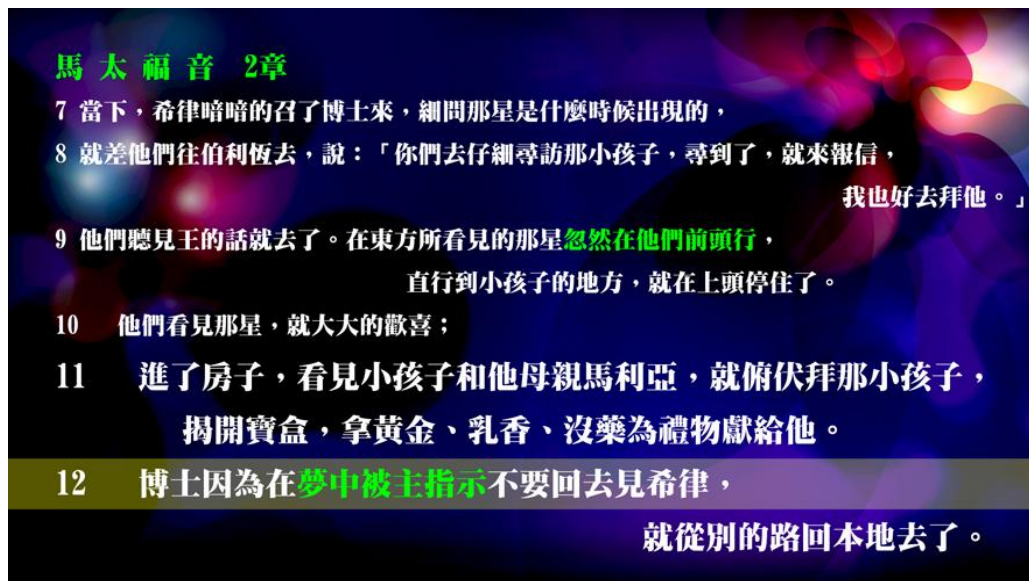 馬太福音 2章
7 當下，希律暗暗的召了博士來，細問那星是什麼時候出現的，
8 就差他們往伯利恆去，說：「你們去仔細尋訪那小孩子，尋到了，就來報信，
我也好去拜他。」
9 他們聽見王的話就去了。在東方所看見的那星忽然在他們前頭行，
直行到小孩子的地方，就在上頭停住了。
10 他們看見那星，就大大的歡喜；
11 進了房子，看見小孩子和他母親馬利亞，就俯伏拜那小孩子，
揭開寶盒，拿黃金、乳香、沒藥為禮物獻給他。
12 博士因為在夢中被主指示不要回去見希律，
就從別的路回本地去了。